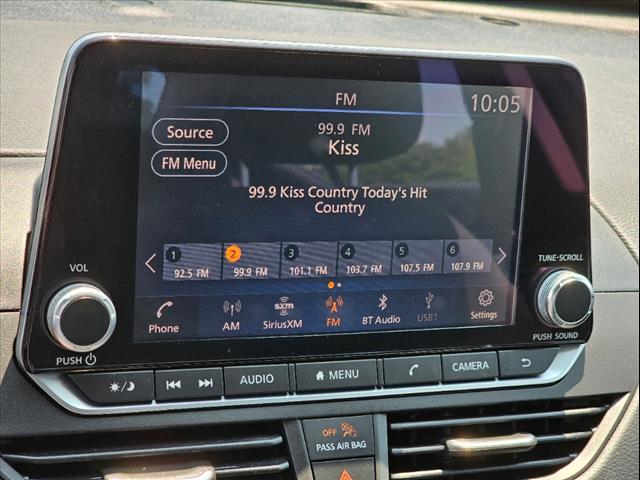 FM
10:05
Source
99.9 FM
Kiss
FM Menu
99.9 Kiss Country Today's Hit
Country
1 2 3 4 5 6
92.5 FM 99.9 FM 101.1 FM 103.7 FM 107.5 FM 107.9 FM
VOL
TUNE-SCROLL
Phone AM SiriusXM FM BT Audio USB1 Settings
sxm
PUSH
PUSH SOUND
AUDIO MENU CAMERA
OFF 2
PASS AIR BAG